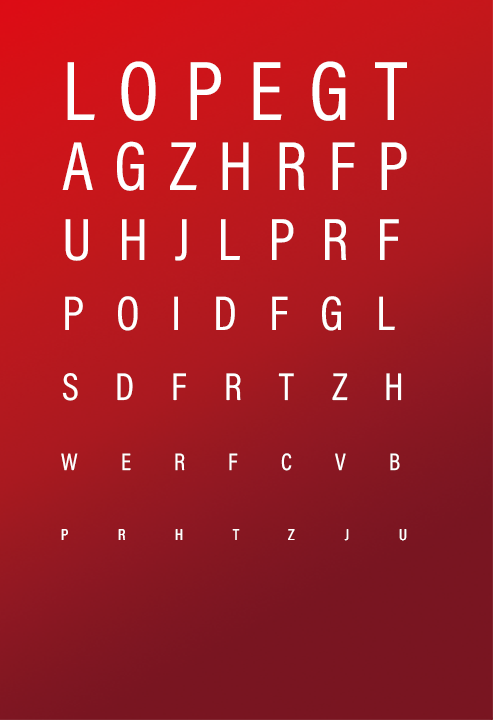 L O P E G T
A G Z H R F P
U H J L P R F
P O I D F G L
S D F R T Z H
W E R F C V B
P R H T Z J U